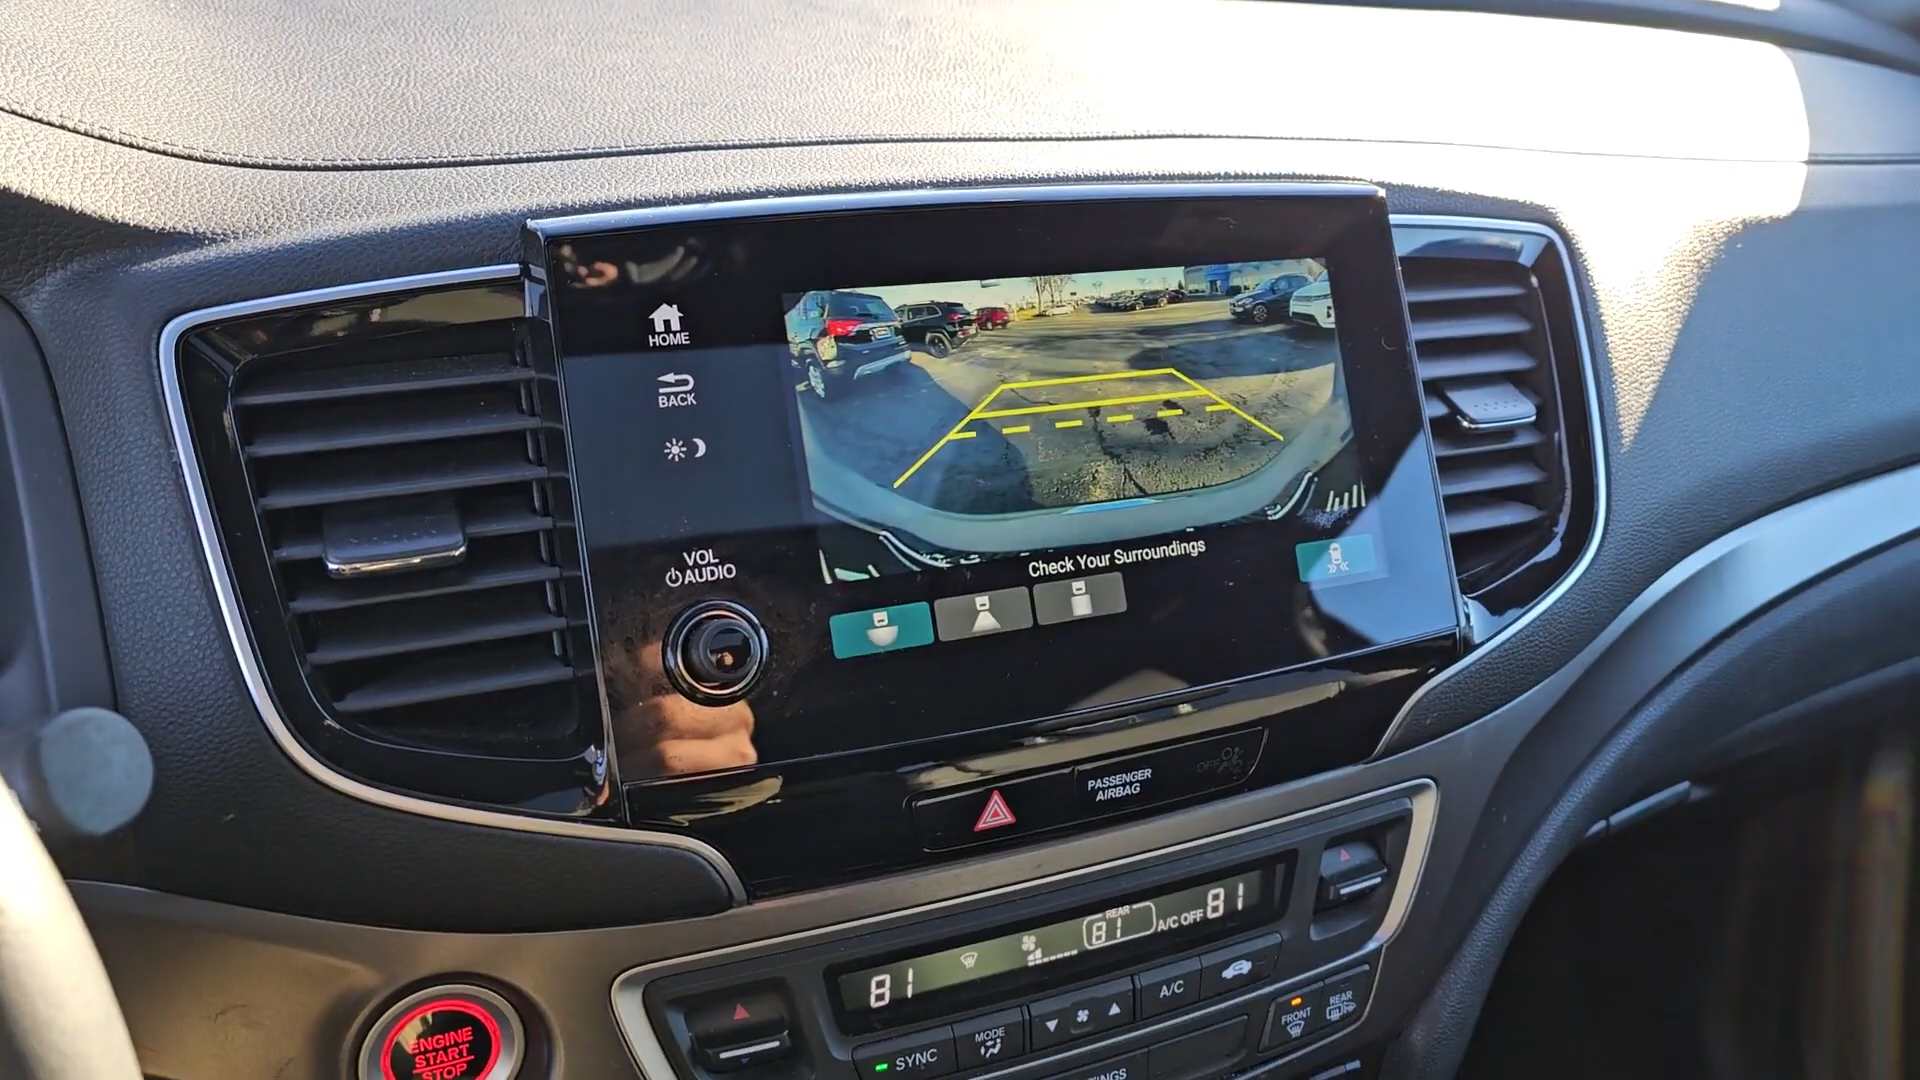 HOME
BACK
VOL
AUDIO
Check Your Surroundings
PASSENGER
AIRBAG
OFF
81
REAR
81
A/C OFF
81
ENGINE
START
STOP
SYNC
MODE
A/C
FRONT
REAR